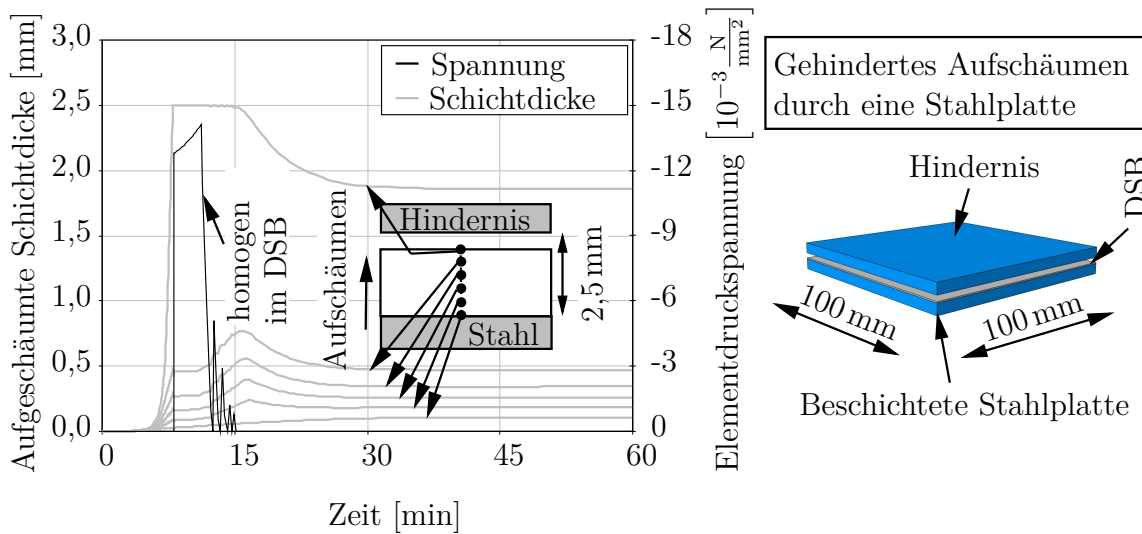 Aufgeschäumte Schichtdicke [mm]
3,0
2,5
2,0
1,5
1,0
0,5
0,0
0
15
30
45
60
Zeit [min]
-18
-15
-12
-9
-6
-3
0
Elementdruckspannung [10⁻³ N/mm²]
Spannung
Schichtdicke
homogen
im DSB
Aufschäumen
Hindernis
Stahl
2,5 mm
Gehindertes Aufschäumen
durch eine Stahlplatte
Hindernis
DSB
100 mm
100 mm
Beschichtete Stahlplatte